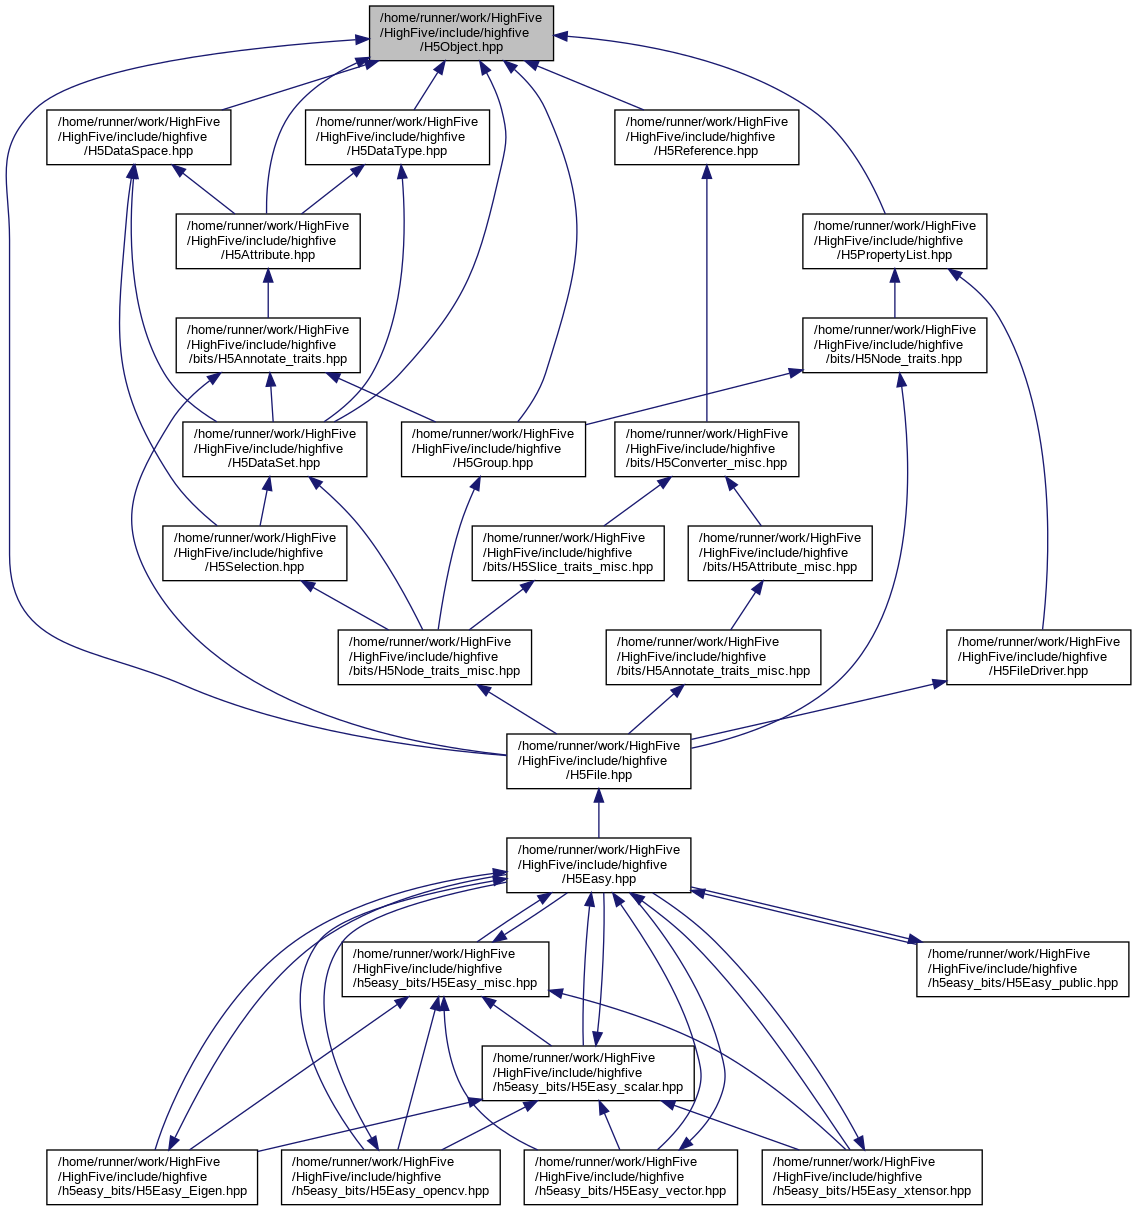 /home/runner/work/HighFive
/HighFive/include/highfive
/H5Object.hpp
/home/runner/work/HighFive
/HighFive/include/highfive
/H5DataSpace.hpp
/home/runner/work/HighFive
/HighFive/include/highfive
/H5DataType.hpp
/home/runner/work/HighFive
/HighFive/include/highfive
/H5Reference.hpp
/home/runner/work/HighFive
/HighFive/include/highfive
/H5Attribute.hpp
/home/runner/work/HighFive
/HighFive/include/highfive
/H5PropertyList.hpp
/home/runner/work/HighFive
/HighFive/include/highfive
/bits/H5Annotate_traits.hpp
/home/runner/work/HighFive
/HighFive/include/highfive
/bits/H5Node_traits.hpp
/home/runner/work/HighFive
/HighFive/include/highfive
/H5DataSet.hpp
/home/runner/work/HighFive
/HighFive/include/highfive
/H5Group.hpp
/home/runner/work/HighFive
/HighFive/include/highfive
/bits/H5Converter_misc.hpp
/home/runner/work/HighFive
/HighFive/include/highfive
/H5Selection.hpp
/home/runner/work/HighFive
/HighFive/include/highfive
/bits/H5Slice_traits_misc.hpp
/home/runner/work/HighFive
/HighFive/include/highfive
/bits/H5Attribute_misc.hpp
/home/runner/work/HighFive
/HighFive/include/highfive
/bits/H5Node_traits_misc.hpp
/home/runner/work/HighFive
/HighFive/include/highfive
/bits/H5Annotate_traits_misc.hpp
/home/runner/work/HighFive
/HighFive/include/highfive
/H5FileDriver.hpp
/home/runner/work/HighFive
/HighFive/include/highfive
/H5File.hpp
/home/runner/work/HighFive
/HighFive/include/highfive
/H5Easy.hpp
/home/runner/work/HighFive
/HighFive/include/highfive
/h5easy_bits/H5Easy_misc.hpp
/home/runner/work/HighFive
/HighFive/include/highfive
/h5easy_bits/H5Easy_public.hpp
/home/runner/work/HighFive
/HighFive/include/highfive
/h5easy_bits/H5Easy_scalar.hpp
/home/runner/work/HighFive
/HighFive/include/highfive
/h5easy_bits/H5Easy_Eigen.hpp
/home/runner/work/HighFive
/HighFive/include/highfive
/h5easy_bits/H5Easy_opencv.hpp
/home/runner/work/HighFive
/HighFive/include/highfive
/h5easy_bits/H5Easy_vector.hpp
/home/runner/work/HighFive
/HighFive/include/highfive
/h5easy_bits/H5Easy_xtensor.hpp